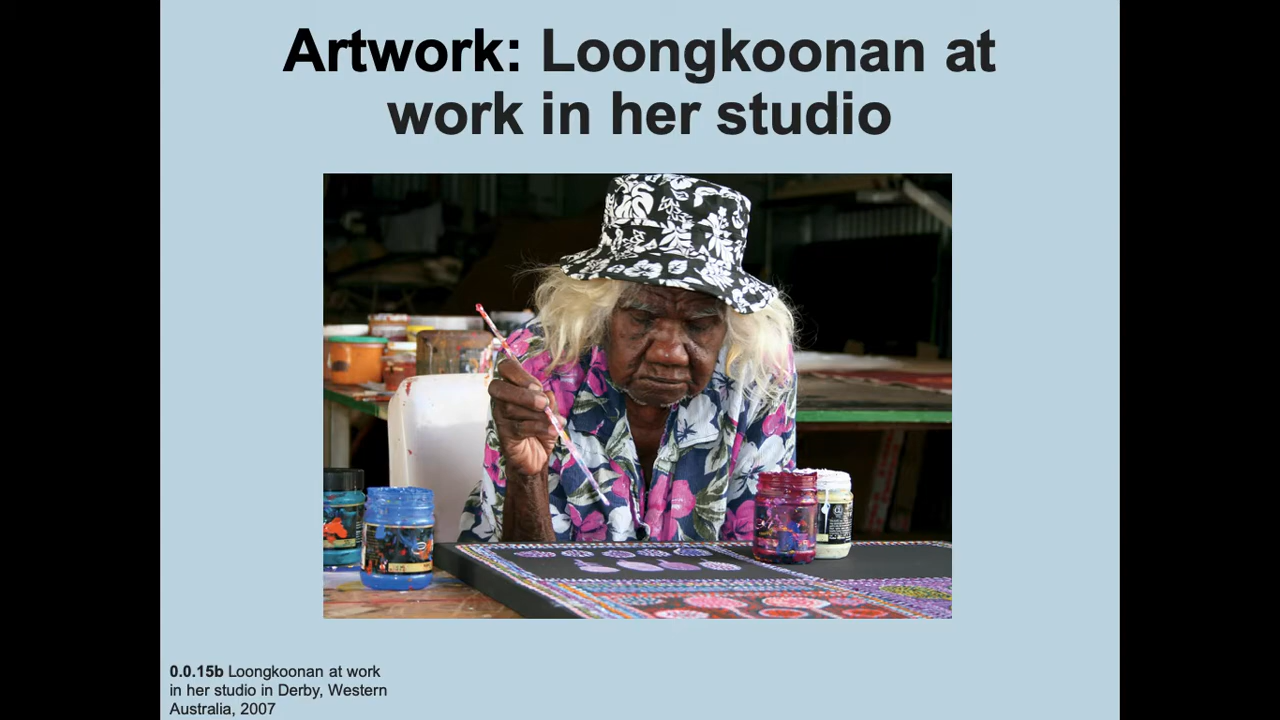 Artwork: Loongkoonan at
work in her studio
0.0.15b Loongkoonan at work
in her studio in Derby, Western
Australia, 2007